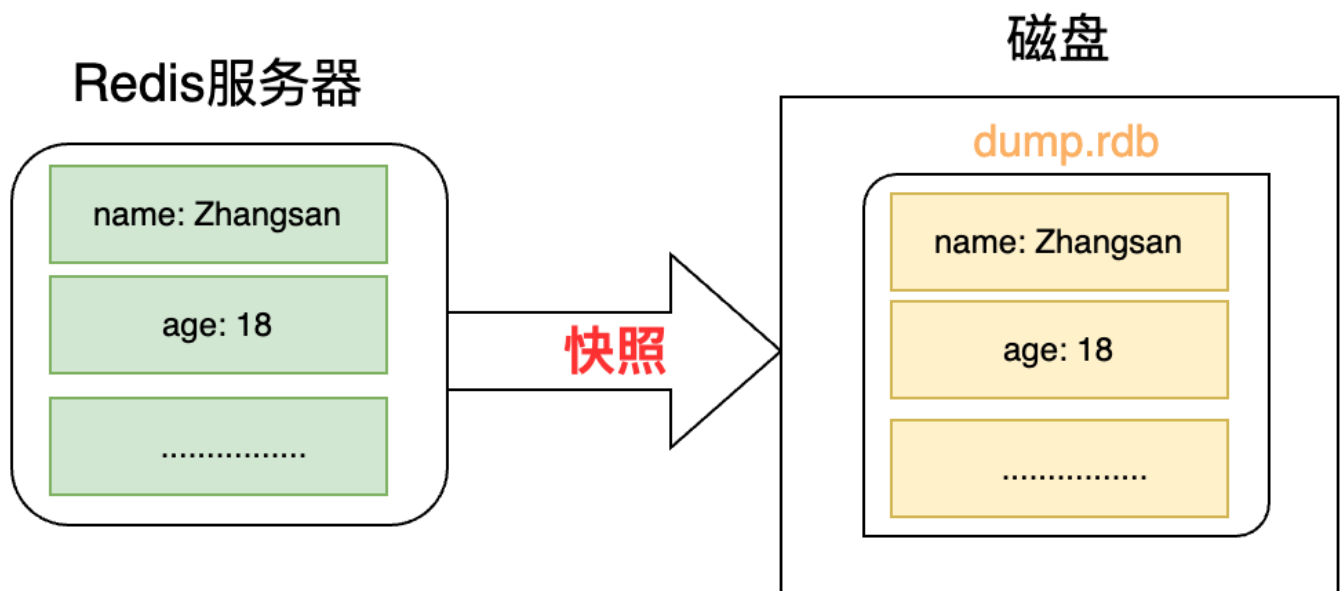 Redis服务器
name: Zhangsan
age: 18
................
快照
磁盘
dump.rdb
name: Zhangsan
age: 18
................